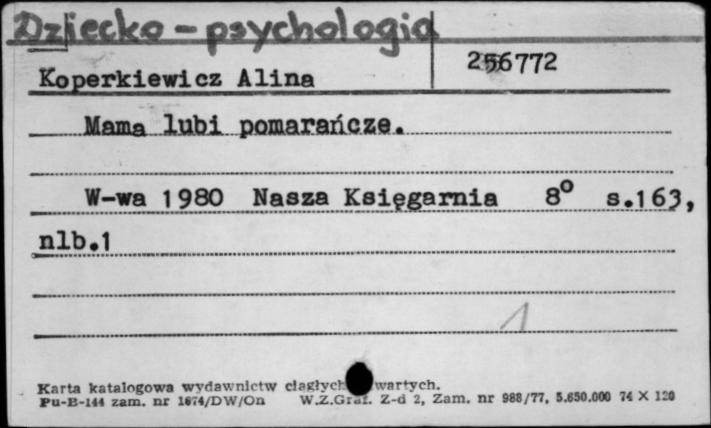 Dziecko - psychologia
Koperkiewicz Alina 256772
Mama lubi pomarańcze.
W-wa 1980 Nasza Księgarnia 8° s.163,
nlb.1
1
Karta katalogowa wydawnictw ciągłych wartych.
Pu-B-144 zam. nr 1674/DW/On W.Z.Graf. Z-d 2, Zam. nr 988/77, 5.650.000 74 X 120